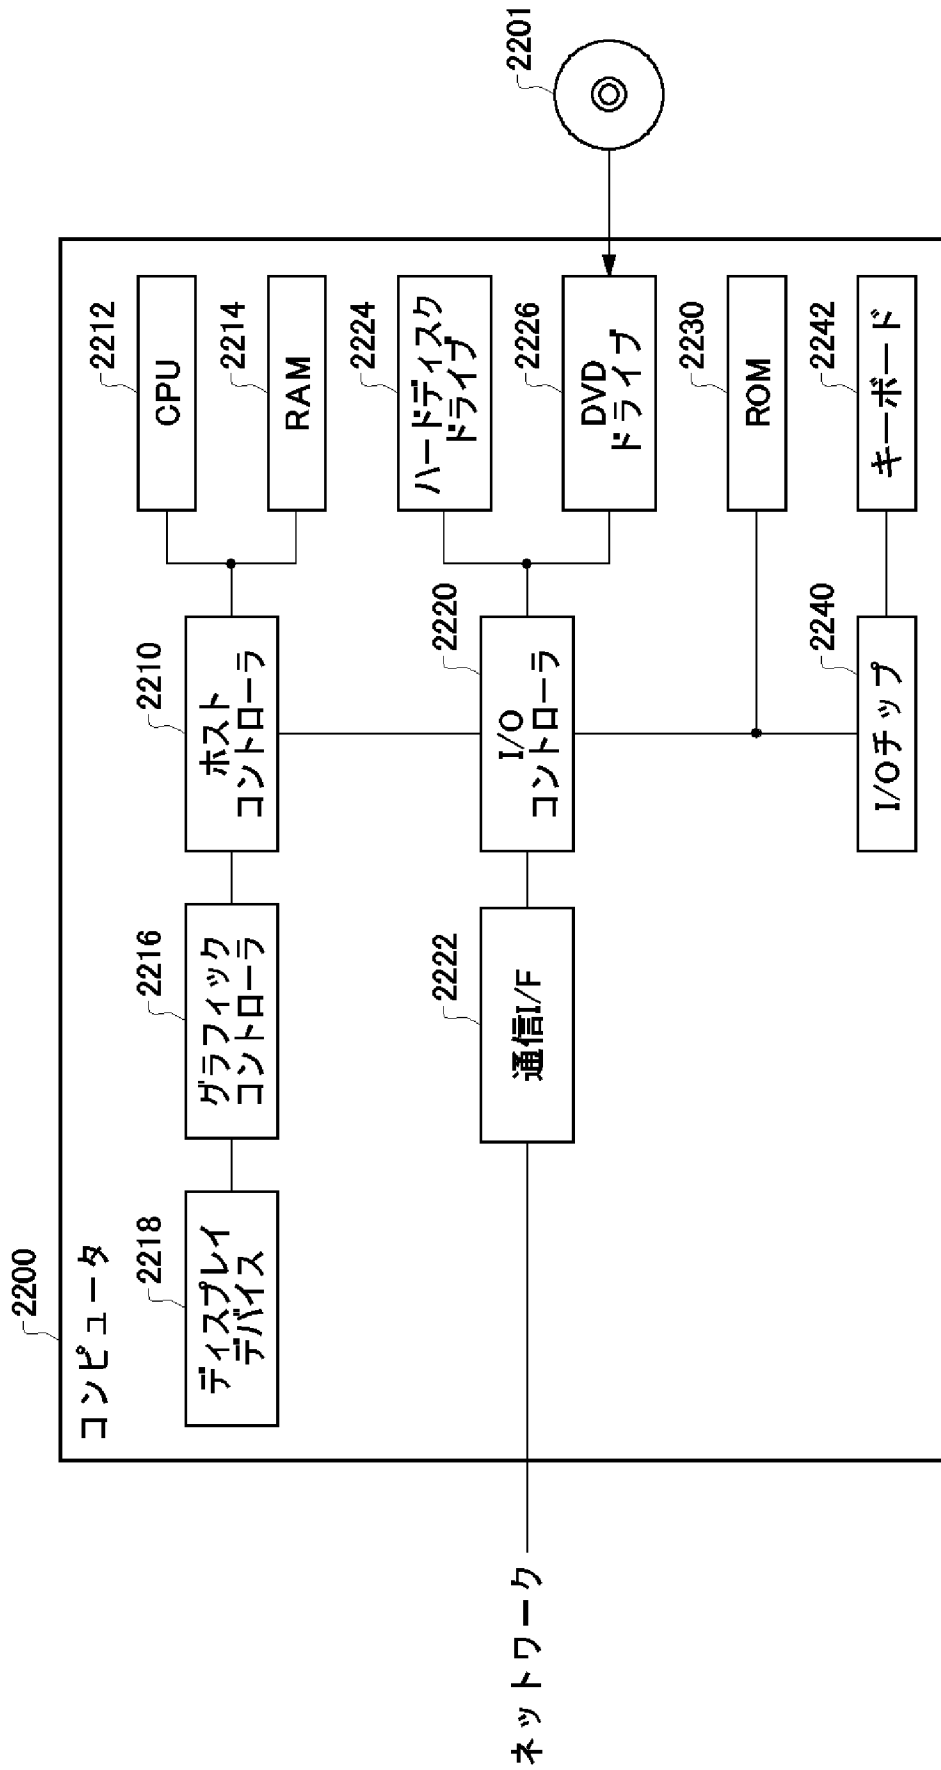 2200
コンピュータ
2218
ディスプレイ
デバイス
2216
グラフィック
コントローラ
2210
ホスト
コントローラ
2212
CPU
2214
RAM
ネットワーク
2222
通信I/F
2220
I/O
コントローラ
2224
ハードディスク
ドライブ
2226
DVD
ドライブ
2201
2230
ROM
2240
I/Oチップ
2242
キーボード